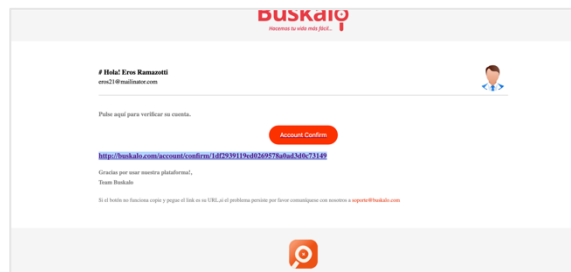 Buskalo
Hacemos tu vida más fácil...
# Hola! Eros Ramazotti
eros21@mailinator.com
Pulse aquí para verificar su cuenta.
Account Confirm
http://buskalo.com/account/confirm/1df2939119ed0269578a0ad3d0c73149
Gracias por usar nuestra plataforma!,
Team Buskalo
Si el botón no funciona copie y pegue el link en su URL,si el problema persiste por favor comuniquese con nosotros a soporte@buskalo.com